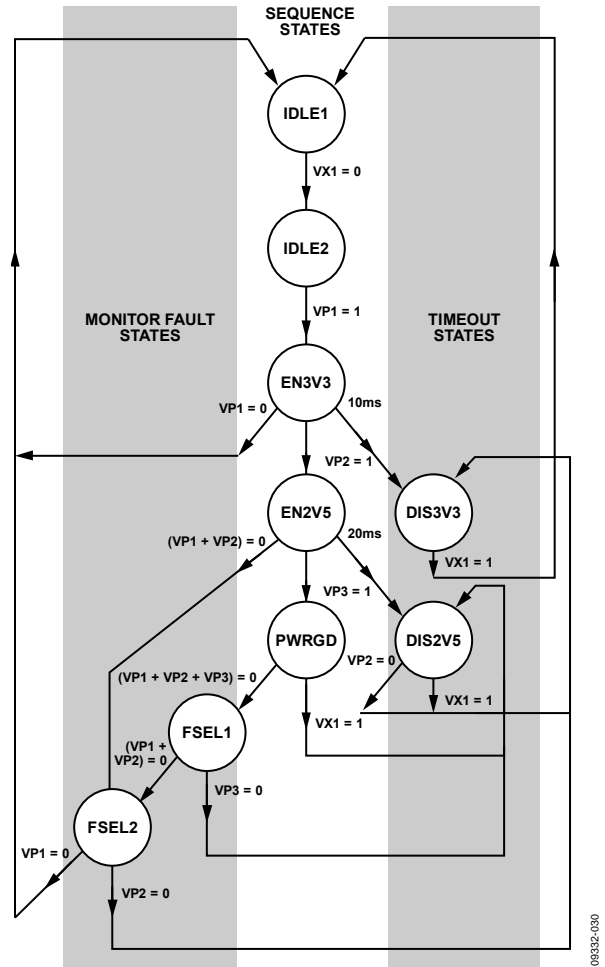 SEQUENCE
STATES
IDLE1
VX1 = 0
IDLE2
VP1 = 1
MONITOR FAULT
STATES
TIMEOUT
STATES
EN3V3
10ms
VP1 = 0
VP2 = 1
DIS3V3
EN2V5
20ms
(VP1 + VP2) = 0
VX1 = 1
VP3 = 1
PWRGD
DIS2V5
VP2 = 0
(VP1 + VP2 + VP3) = 0
VX1 = 1
VX1 = 1
FSEL1
(VP1 +
VP2) = 0
VP3 = 0
FSEL2
VP1 = 0
VP2 = 0
09332-030